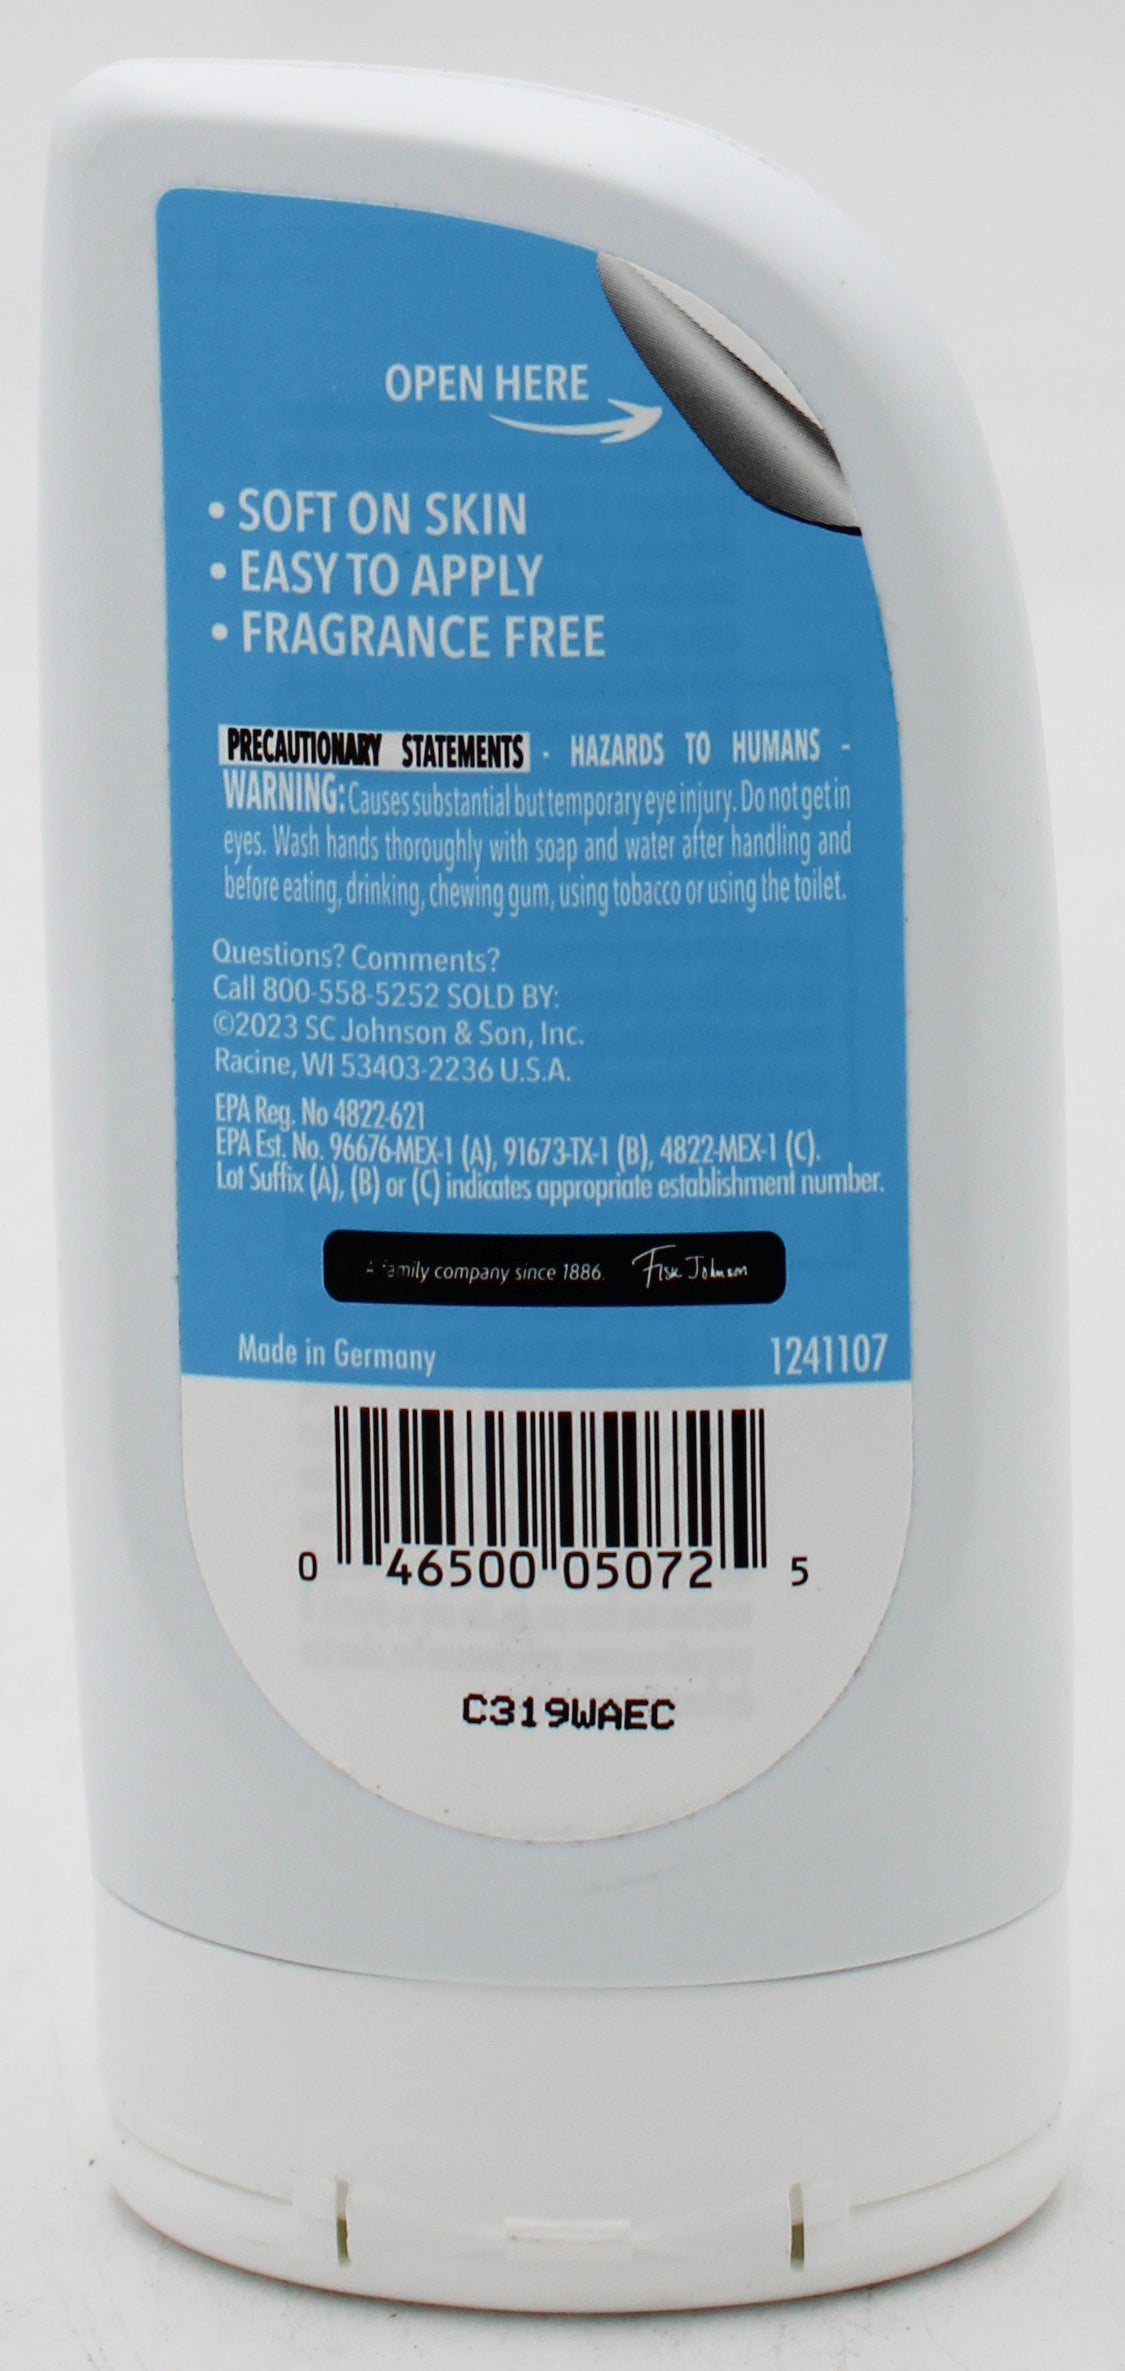 OPEN HERE
• SOFT ON SKIN
• EASY TO APPLY
• FRAGRANCE FREE
PRECAUTIONARY STATEMENTS - HAZARDS TO HUMANS -
WARNING: Causes substantial but temporary eye injury. Do not get in
eyes. Wash hands thoroughly with soap and water after handling and
before eating, drinking, chewing gum, using tobacco or using the toilet.
Questions? Comments?
Call 800-558-5252 SOLD BY:
©2023 SC Johnson & Son, Inc.
Racine, WI 53403-2236 U.S.A.
EPA Reg. No 4822-621
EPA Est. No. 96676-MEX-1 (A), 91673-TX-1 (B), 4822-MEX-1 (C).
Lot Suffix (A), (B) or (C) indicates appropriate establishment number.
A family company since 1886. Fisk Johnson
Made in Germany 1241107
0 46500 05072 5
C319WAEC